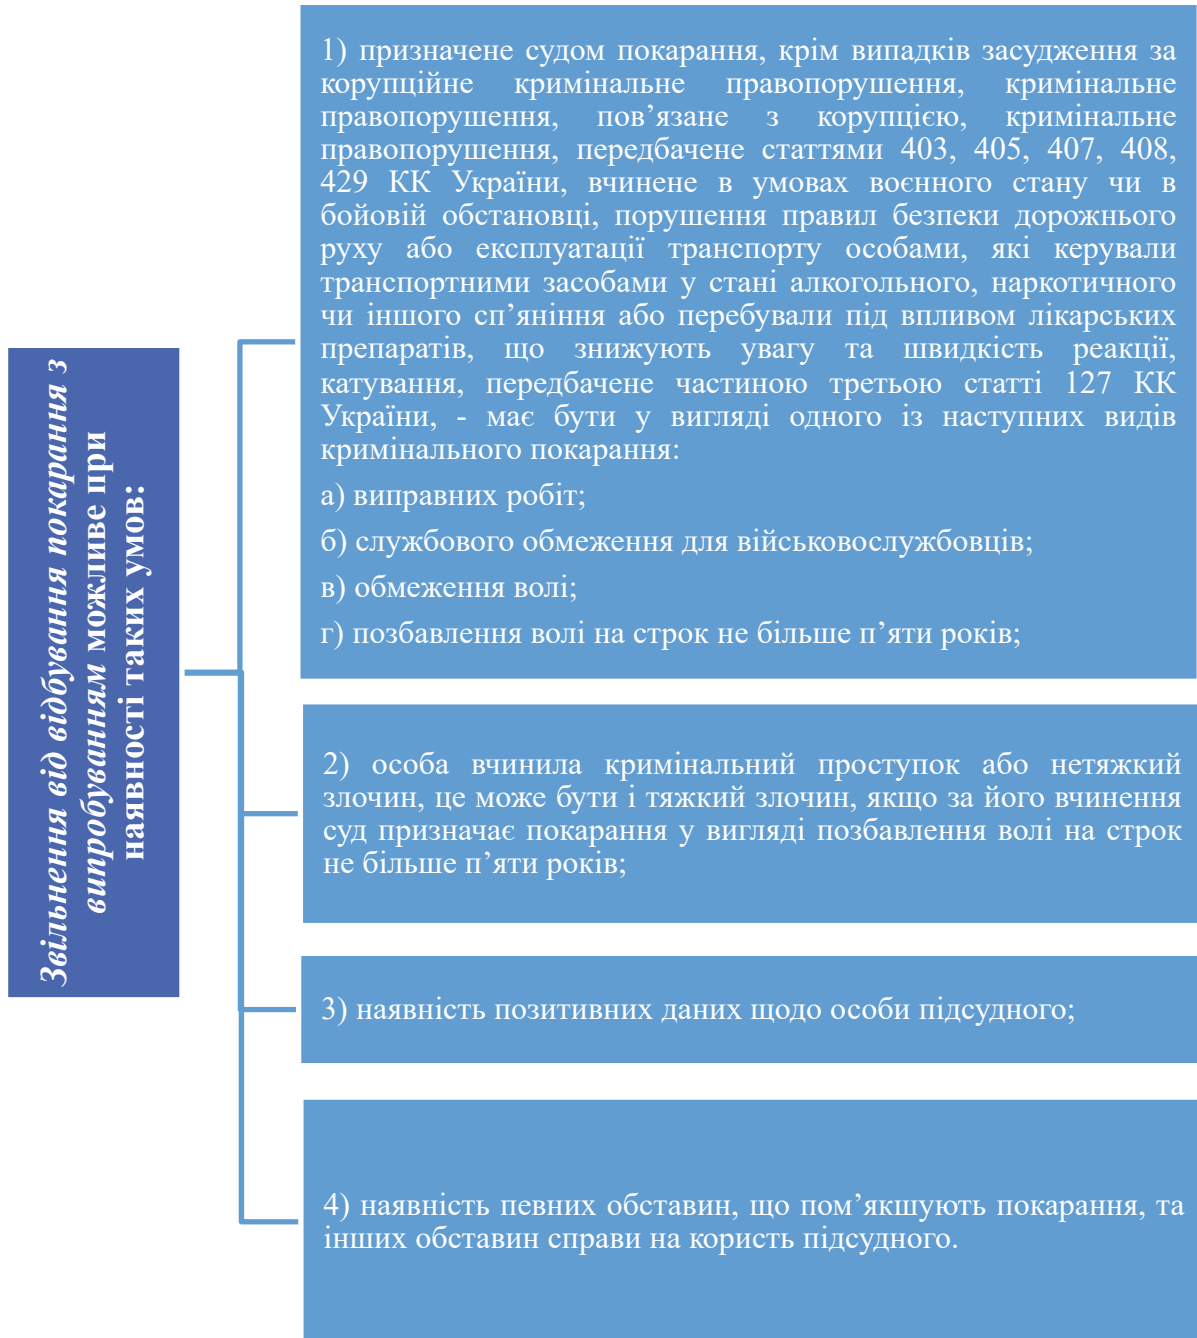 Звільнення від відбування покарання з
випробуванням можливе при
наявності таких умов:
1) призначене судом покарання, крім випадків засудження за
корупційне кримінальне правопорушення, кримінальне
правопорушення, пов’язане з корупцією, кримінальне
правопорушення, передбачене статтями 403, 405, 407, 408,
429 КК України, вчинене в умовах воєнного стану чи в
бойовій обстановці, порушення правил безпеки дорожнього
руху або експлуатації транспорту особами, які керували
транспортними засобами у стані алкогольного, наркотичного
чи іншого сп’яніння або перебували під впливом лікарських
препаратів, що знижують увагу та швидкість реакції,
катування, передбачене частиною третьою статті 127 КК
України, - має бути у вигляді одного із наступних видів
кримінального покарання:
а) виправних робіт;
б) службового обмеження для військовослужбовців;
в) обмеження волі;
г) позбавлення волі на строк не більше п’яти років;
2) особа вчинила кримінальний проступок або нетяжкий
злочин, це може бути і тяжкий злочин, якщо за його вчинення
суд призначає покарання у вигляді позбавлення волі на строк
не більше п’яти років;
3) наявність позитивних даних щодо особи підсудного;
4) наявність певних обставин, що пом’якшують покарання, та
інших обставин справи на користь підсудного.